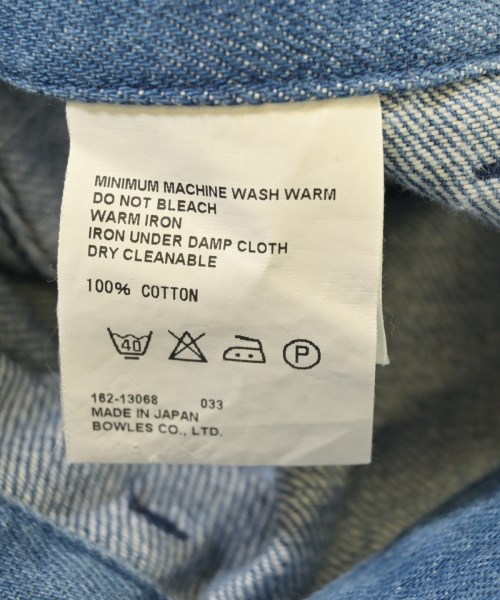 MINIMUM MACHINE WASH WARM
DO NOT BLEACH
WARM IRON
IRON UNDER DAMP CLOTH
DRY CLEANABLE
100% COTTON
40 P
162-13068 033
MADE IN JAPAN
BOWLES CO., LTD.